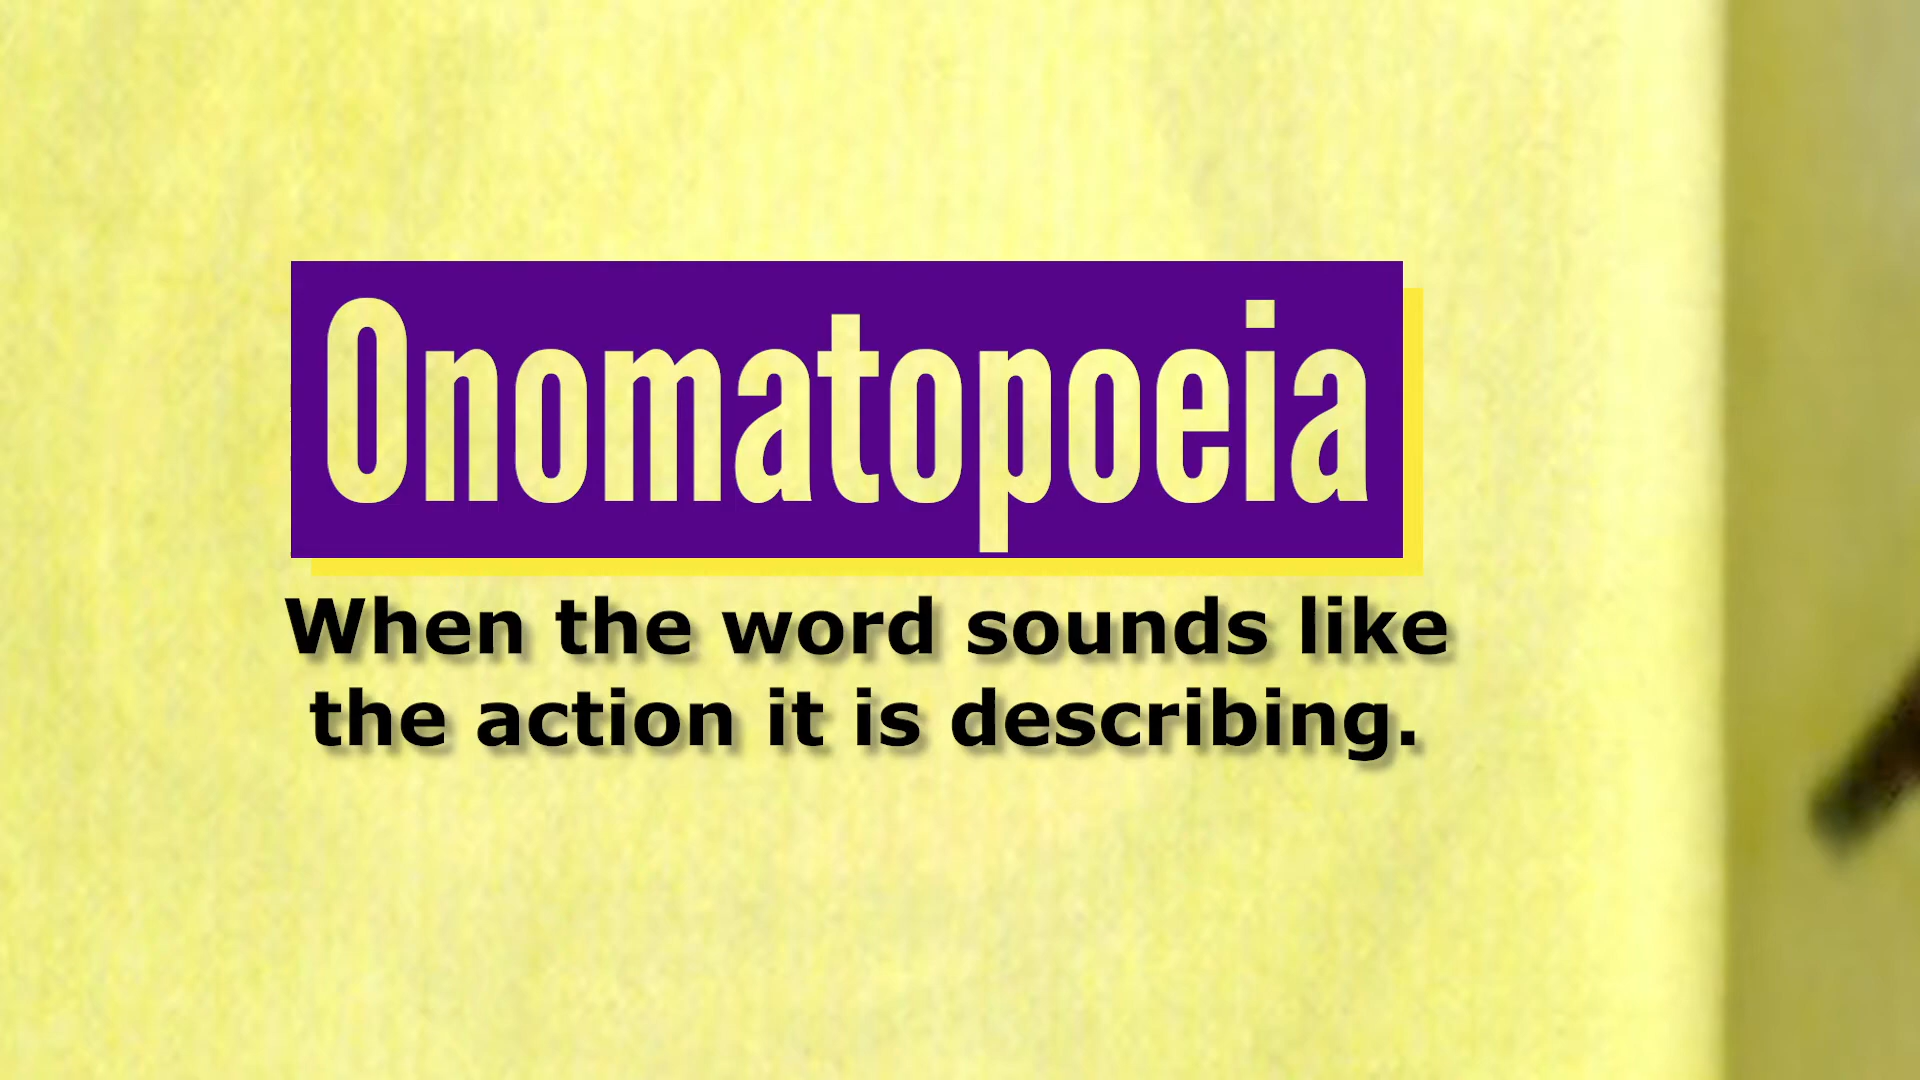 Onomatopoeia
When the word sounds like
the action it is describing.